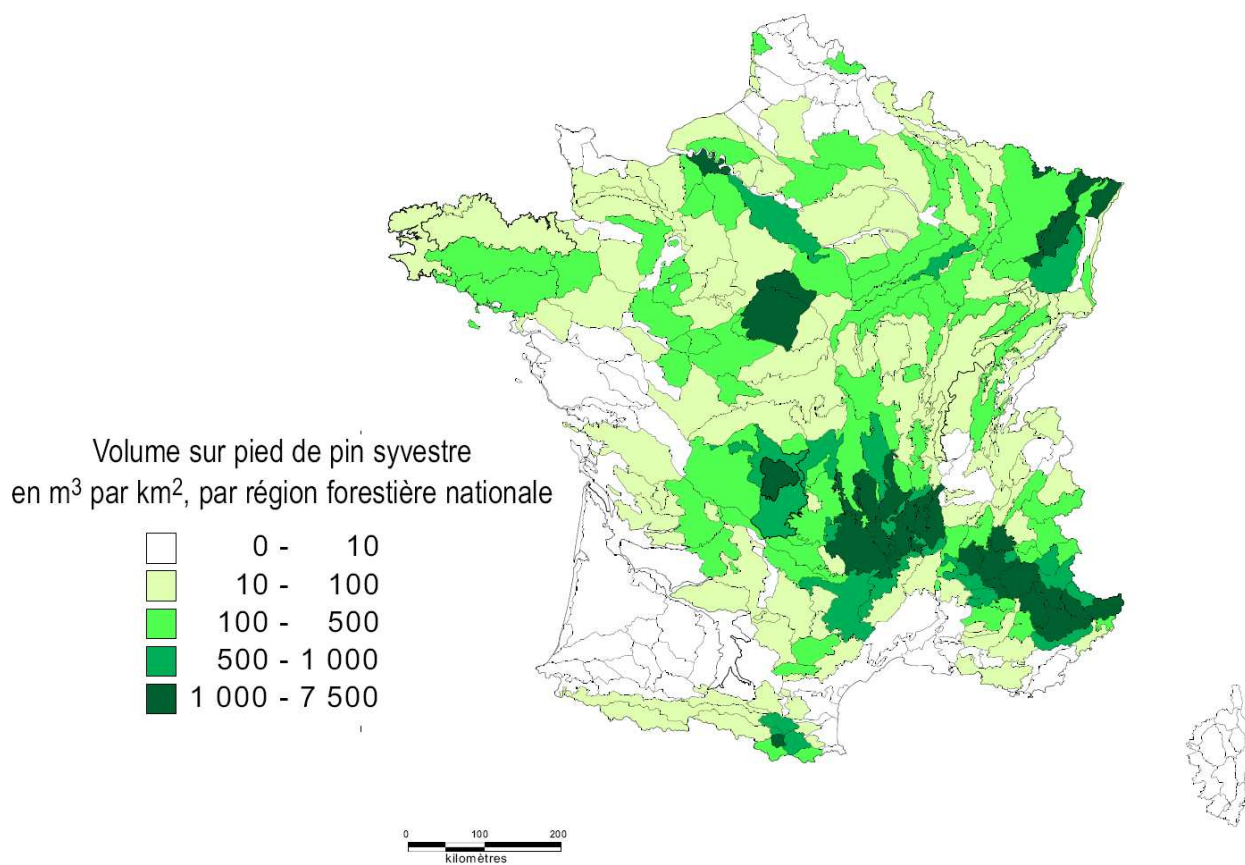 Volume sur pied de pin syvestre
en m³ par km², par région forestière nationale
0 - 10
10 - 100
100 - 500
500 - 1 000
1 000 - 7 500
0 100 200
kilomètres